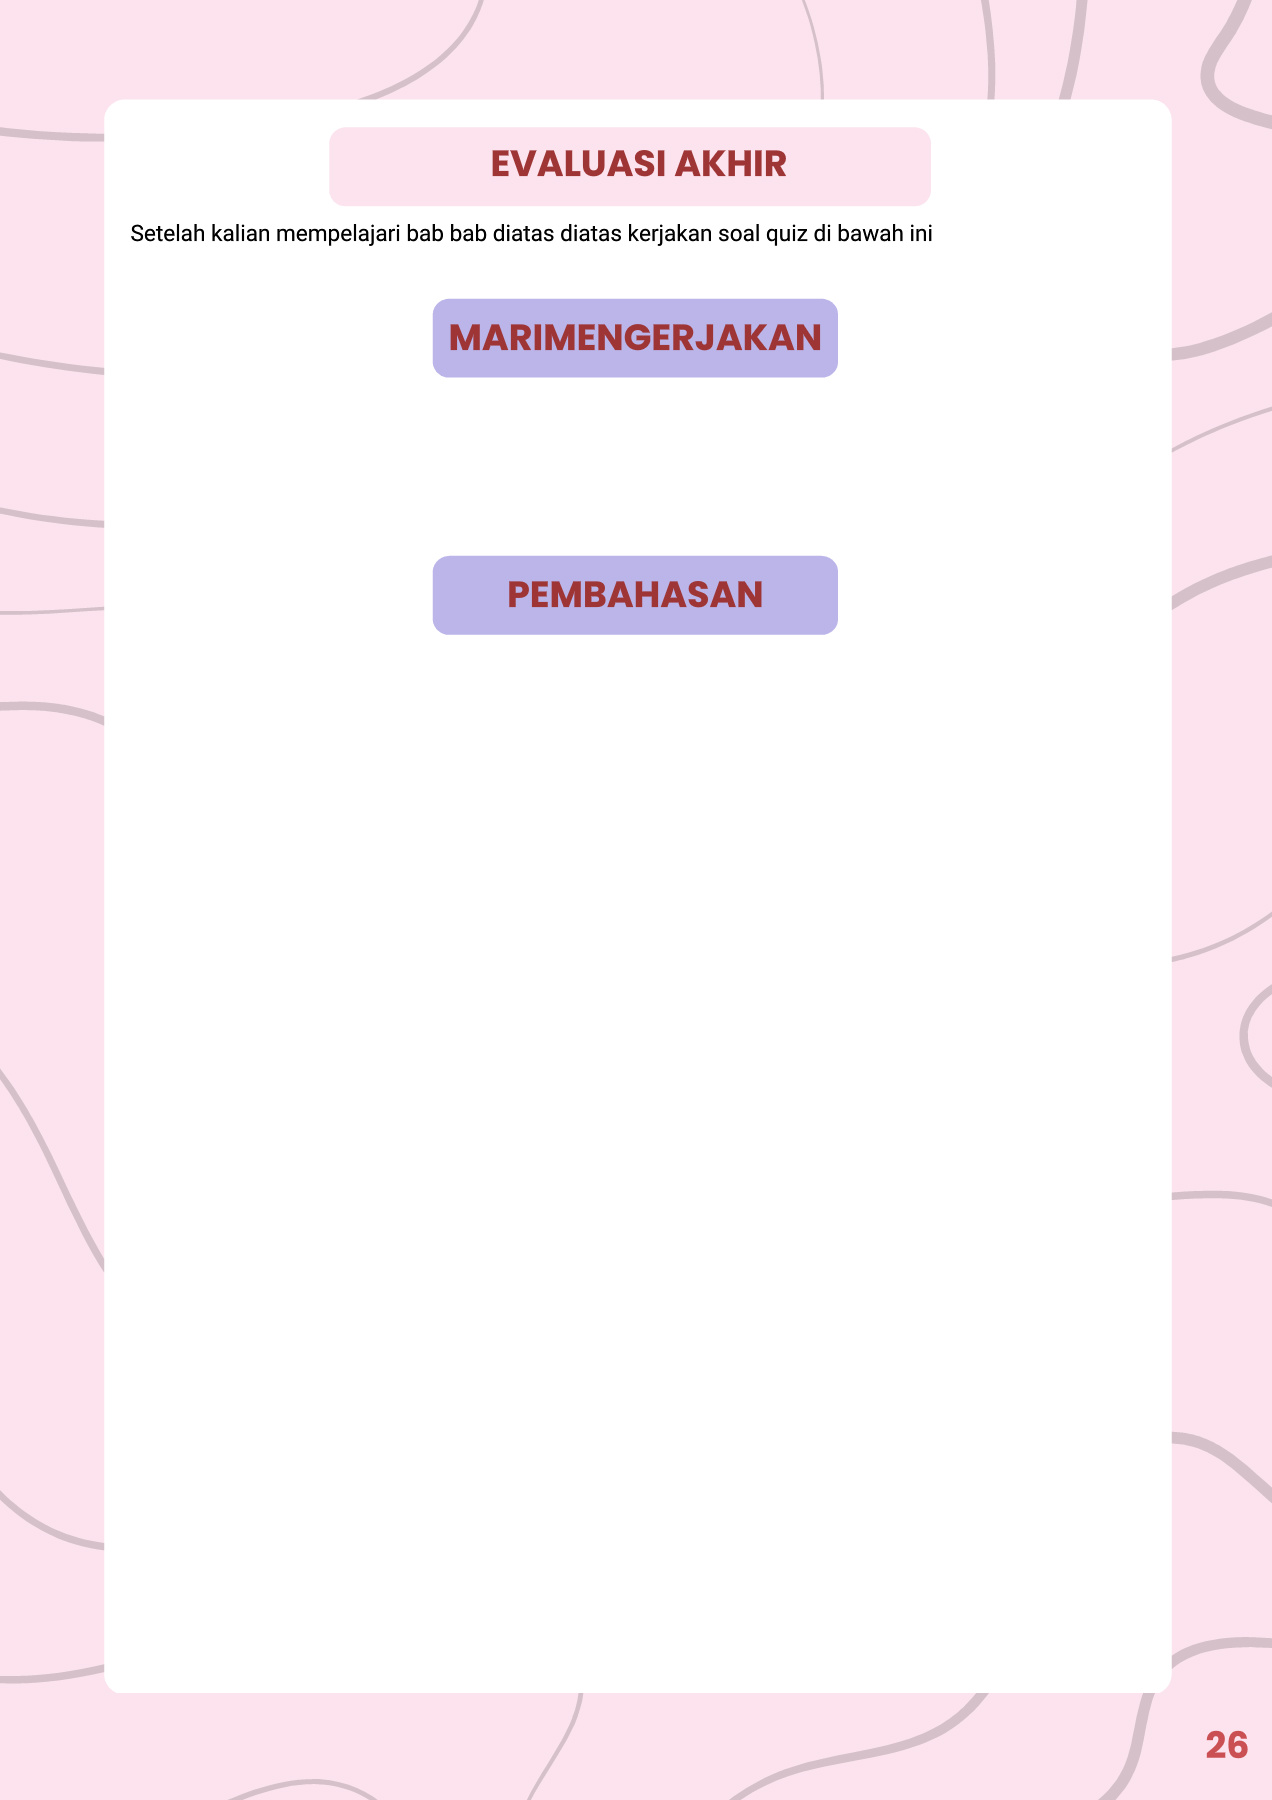 EVALUASI AKHIR
Setelah kalian mempelajari bab bab diatas diatas kerjakan soal quiz di bawah ini
MARIMENGERJAKAN
PEMBAHASAN
26